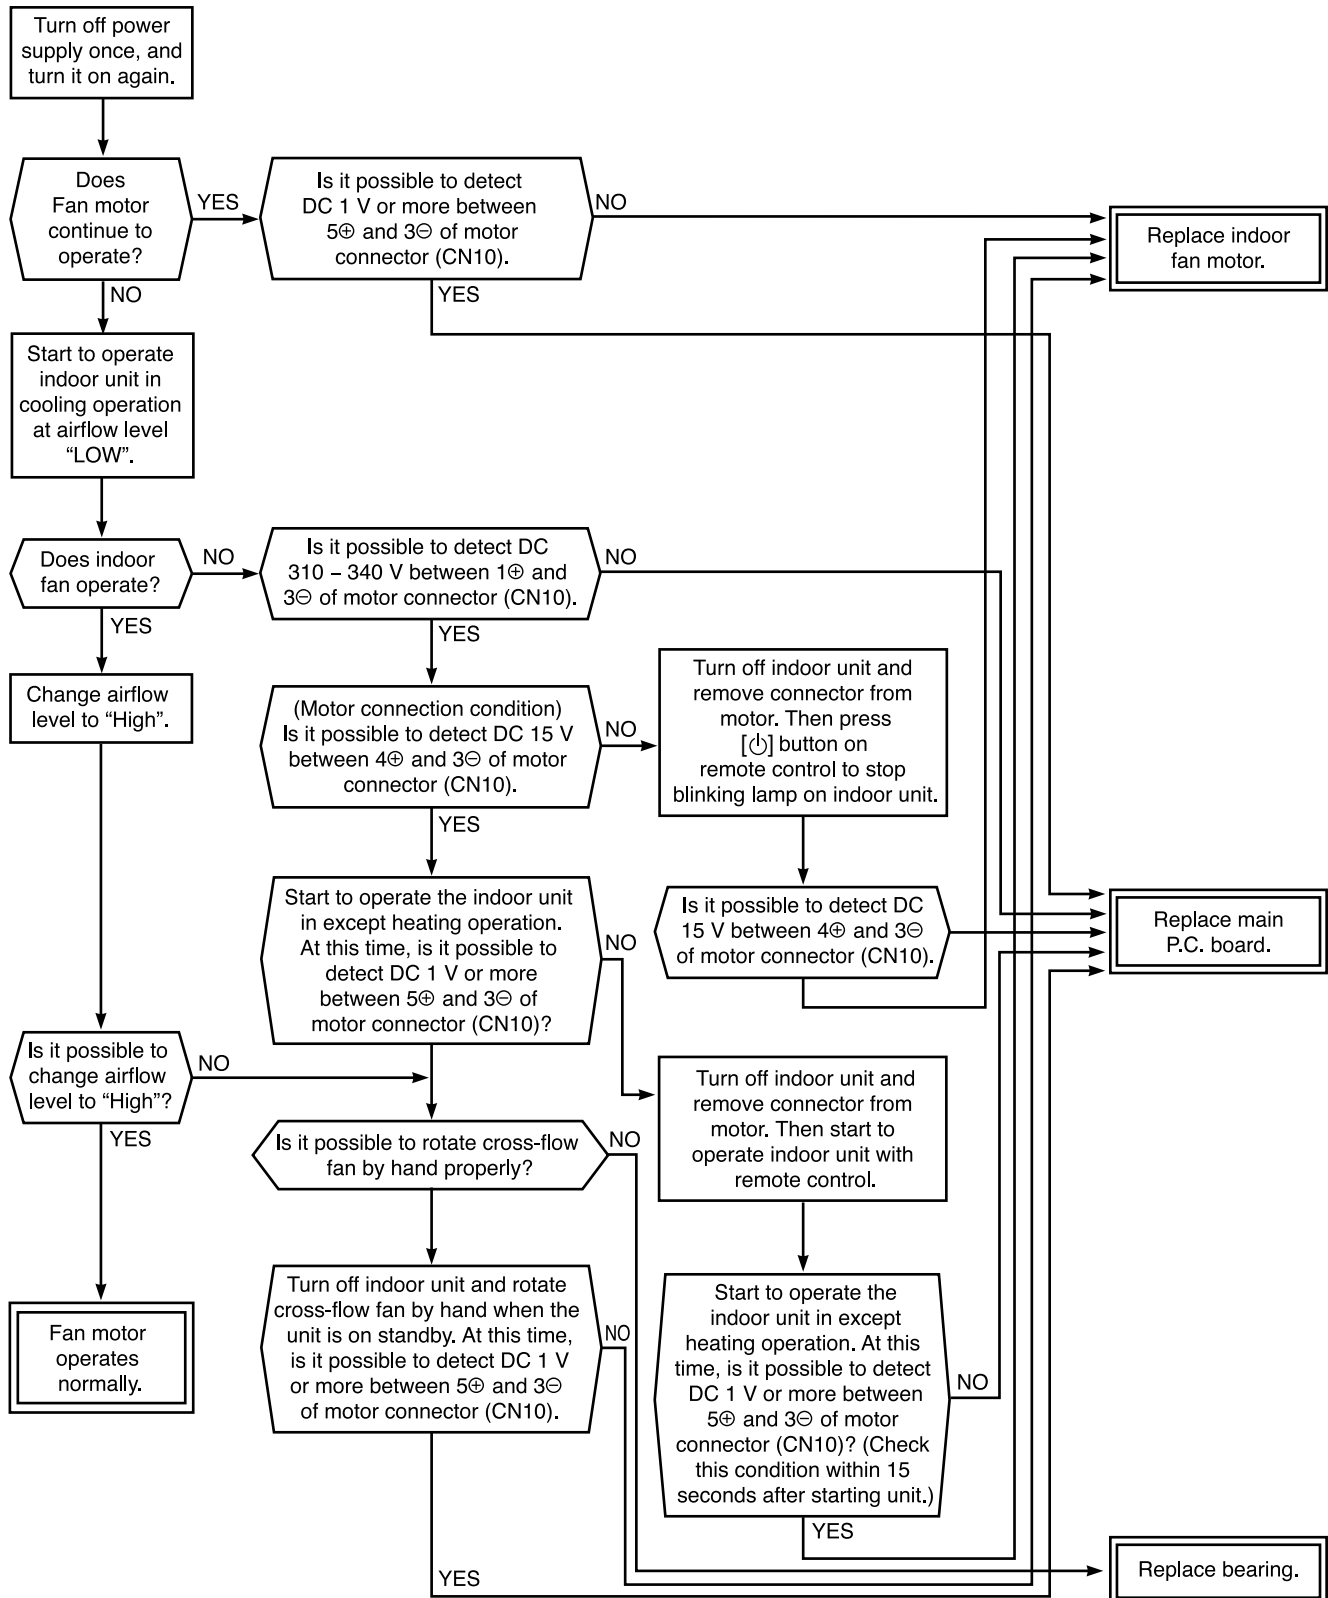 Turn off power
supply once, and
turn it on again.
Does
Fan motor
continue to
operate?
YES
NO
Is it possible to detect
DC 1 V or more between
5⊕ and 3⊖ of motor
connector (CN10).
NO
YES
Replace indoor
fan motor.
Start to operate
indoor unit in
cooling operation
at airflow level
“LOW”.
Does indoor
fan operate?
NO
YES
Is it possible to detect DC
310 – 340 V between 1⊕ and
3⊖ of motor connector (CN10).
NO
YES
Change airflow
level to “High”.
(Motor connection condition)
Is it possible to detect DC 15 V
between 4⊕ and 3⊖ of motor
connector (CN10).
NO
YES
Turn off indoor unit and
remove connector from
motor. Then press
[⏻] button on
remote control to stop
blinking lamp on indoor unit.
Start to operate the indoor unit
in except heating operation.
At this time, is it possible to
detect DC 1 V or more
between 5⊕ and 3⊖ of
motor connector (CN10)?
NO
Is it possible to detect DC
15 V between 4⊕ and 3⊖
of motor connector (CN10).
Replace main
P.C. board.
Is it possible to
change airflow
level to “High”?
NO
YES
Is it possible to rotate cross-flow
fan by hand properly?
NO
Turn off indoor unit and
remove connector from
motor. Then start to
operate indoor unit with
remote control.
Fan motor
operates
normally.
Turn off indoor unit and rotate
cross-flow fan by hand when the
unit is on standby. At this time,
is it possible to detect DC 1 V
or more between 5⊕ and 3⊖
of motor connector (CN10).
NO
YES
Start to operate the
indoor unit in except
heating operation. At this
time, is it possible to detect
DC 1 V or more between
5⊕ and 3⊖ of motor
connector (CN10)? (Check
this condition within 15
seconds after starting unit.)
NO
YES
Replace bearing.